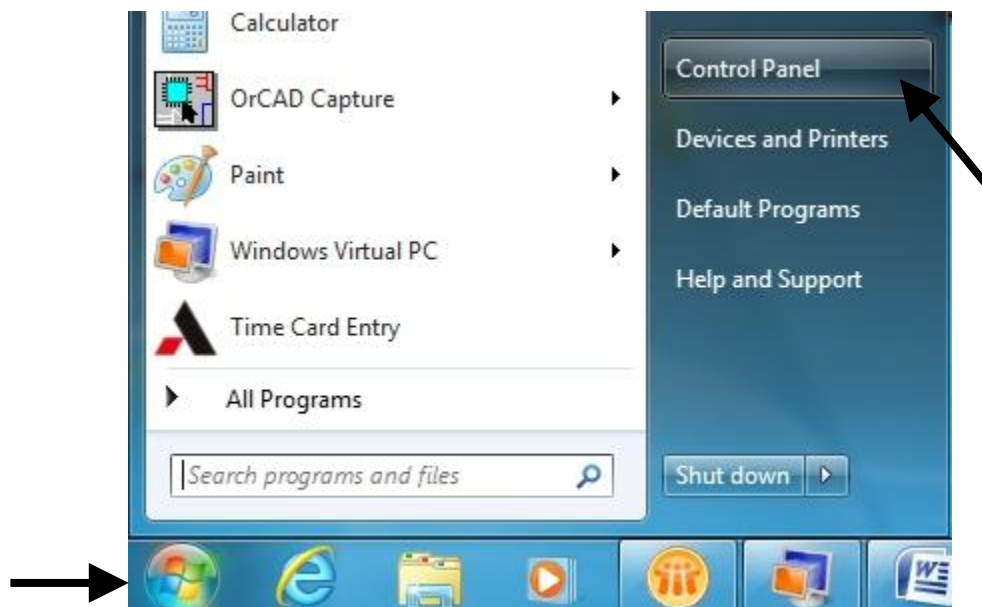 Calculator
OrCAD Capture
Paint
Windows Virtual PC
Time Card Entry
All Programs
Search programs and files
Control Panel
Devices and Printers
Default Programs
Help and Support
Shut down
W